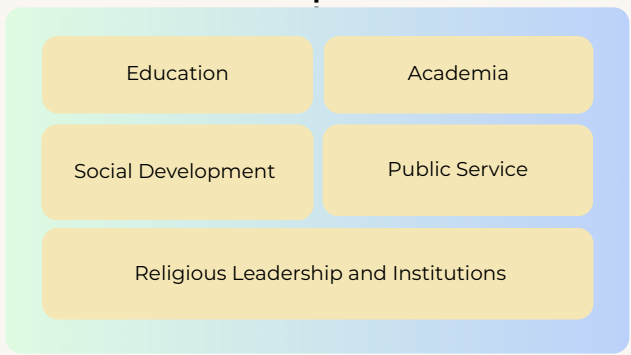 Education
Academia
Social Development
Public Service
Religious Leadership and Institutions